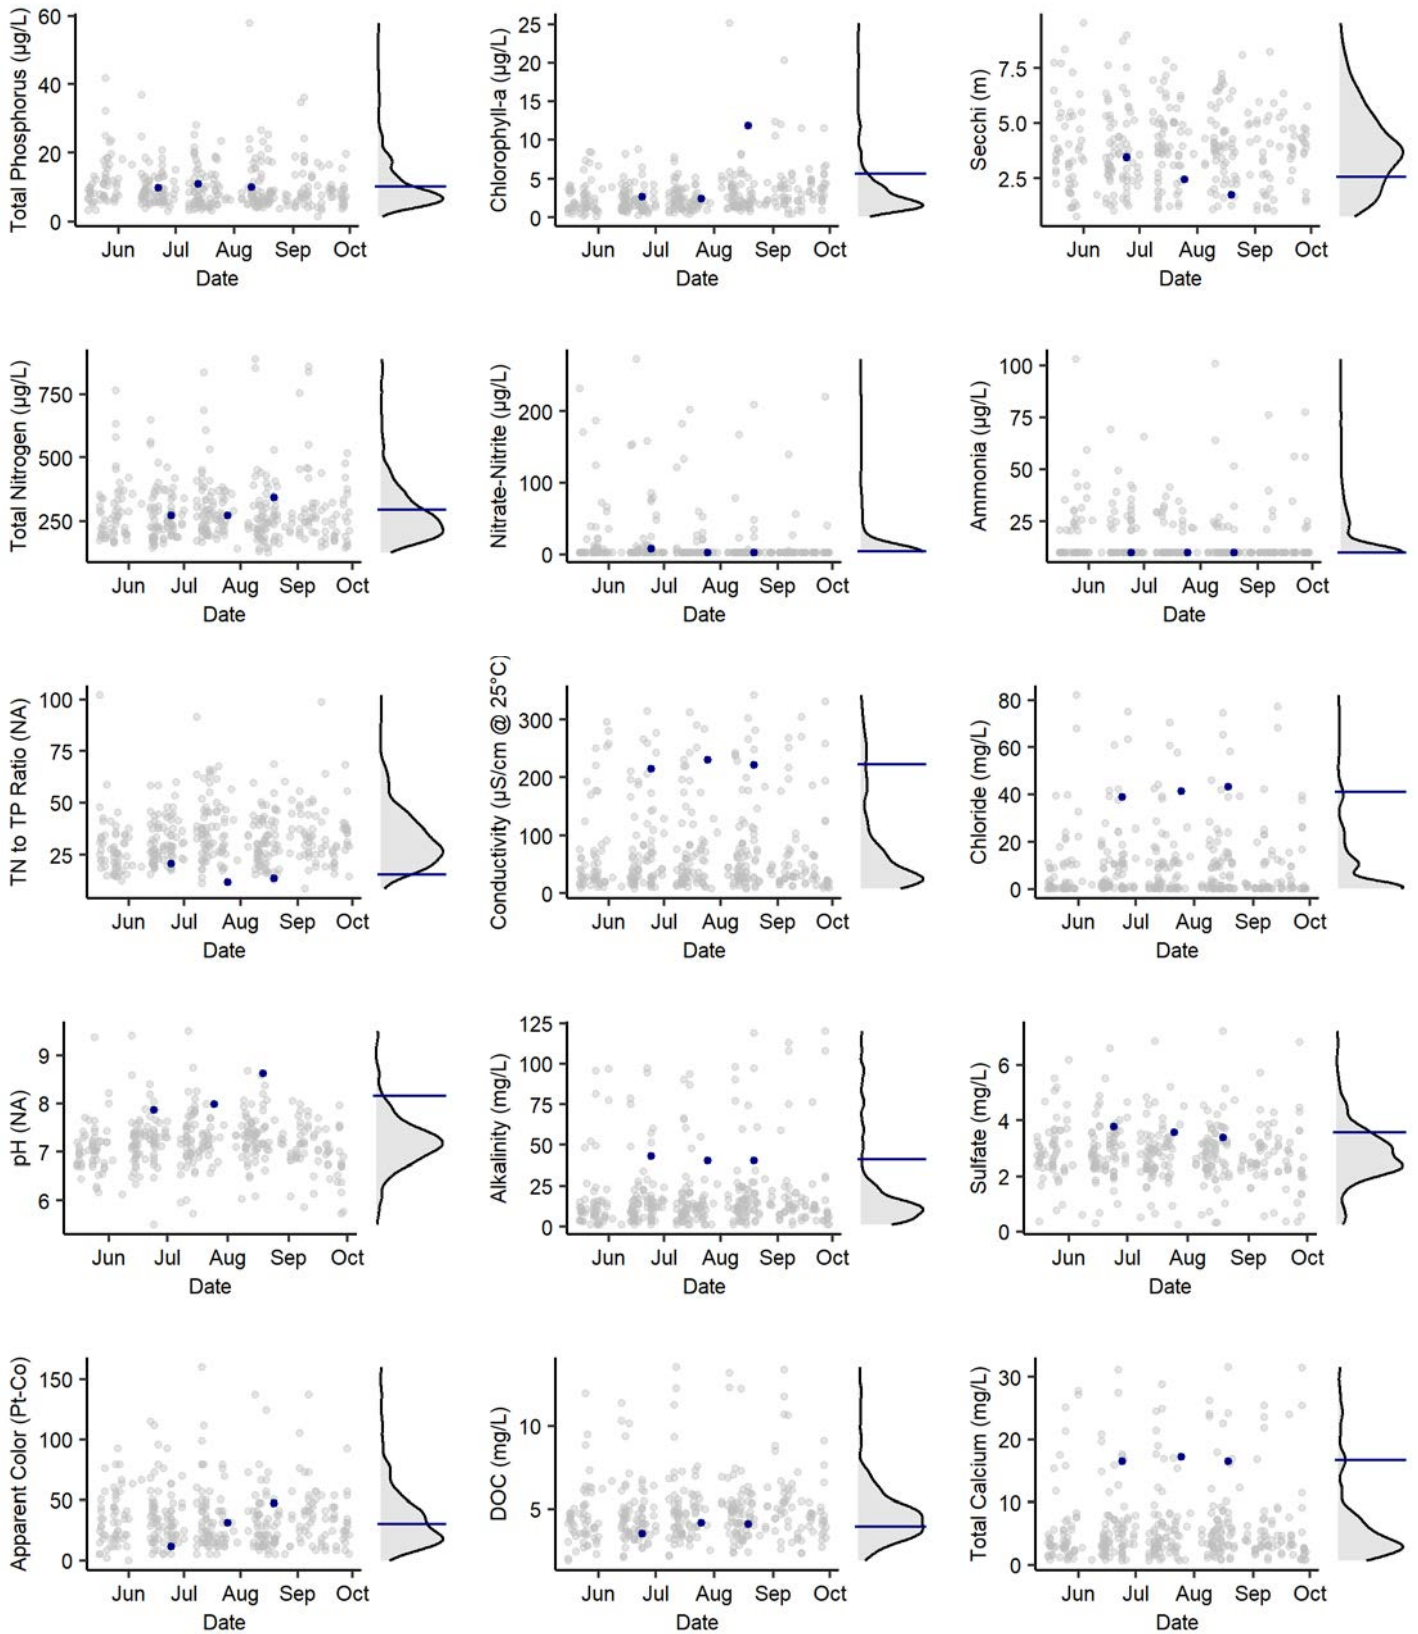 Total Phosphorus (µg/L)
60
40
20
0
Jun Jul Aug Sep Oct
Date
Chlorophyll-a (µg/L)
25
20
15
10
5
0
Jun Jul Aug Sep Oct
Date
Secchi (m)
7.5
5.0
2.5
Jun Jul Aug Sep Oct
Date
Total Nitrogen (µg/L)
750
500
250
Jun Jul Aug Sep Oct
Date
Nitrate-Nitrite (µg/L)
200
100
0
Jun Jul Aug Sep Oct
Date
Ammonia (µg/L)
100
75
50
25
Jun Jul Aug Sep Oct
Date
TN to TP Ratio (NA)
100
75
50
25
Jun Jul Aug Sep Oct
Date
Conductivity (µS/cm @ 25°C)
300
200
100
0
Jun Jul Aug Sep Oct
Date
Chloride (mg/L)
80
60
40
20
0
Jun Jul Aug Sep Oct
Date
pH (NA)
9
8
7
6
Jun Jul Aug Sep Oct
Date
Alkalinity (mg/L)
125
100
75
50
25
0
Jun Jul Aug Sep Oct
Date
Sulfate (mg/L)
6
4
2
0
Jun Jul Aug Sep Oct
Date
Apparent Color (Pt-Co)
150
100
50
0
Jun Jul Aug Sep Oct
Date
DOC (mg/L)
10
5
Jun Jul Aug Sep Oct
Date
Total Calcium (mg/L)
30
20
10
0
Jun Jul Aug Sep Oct
Date